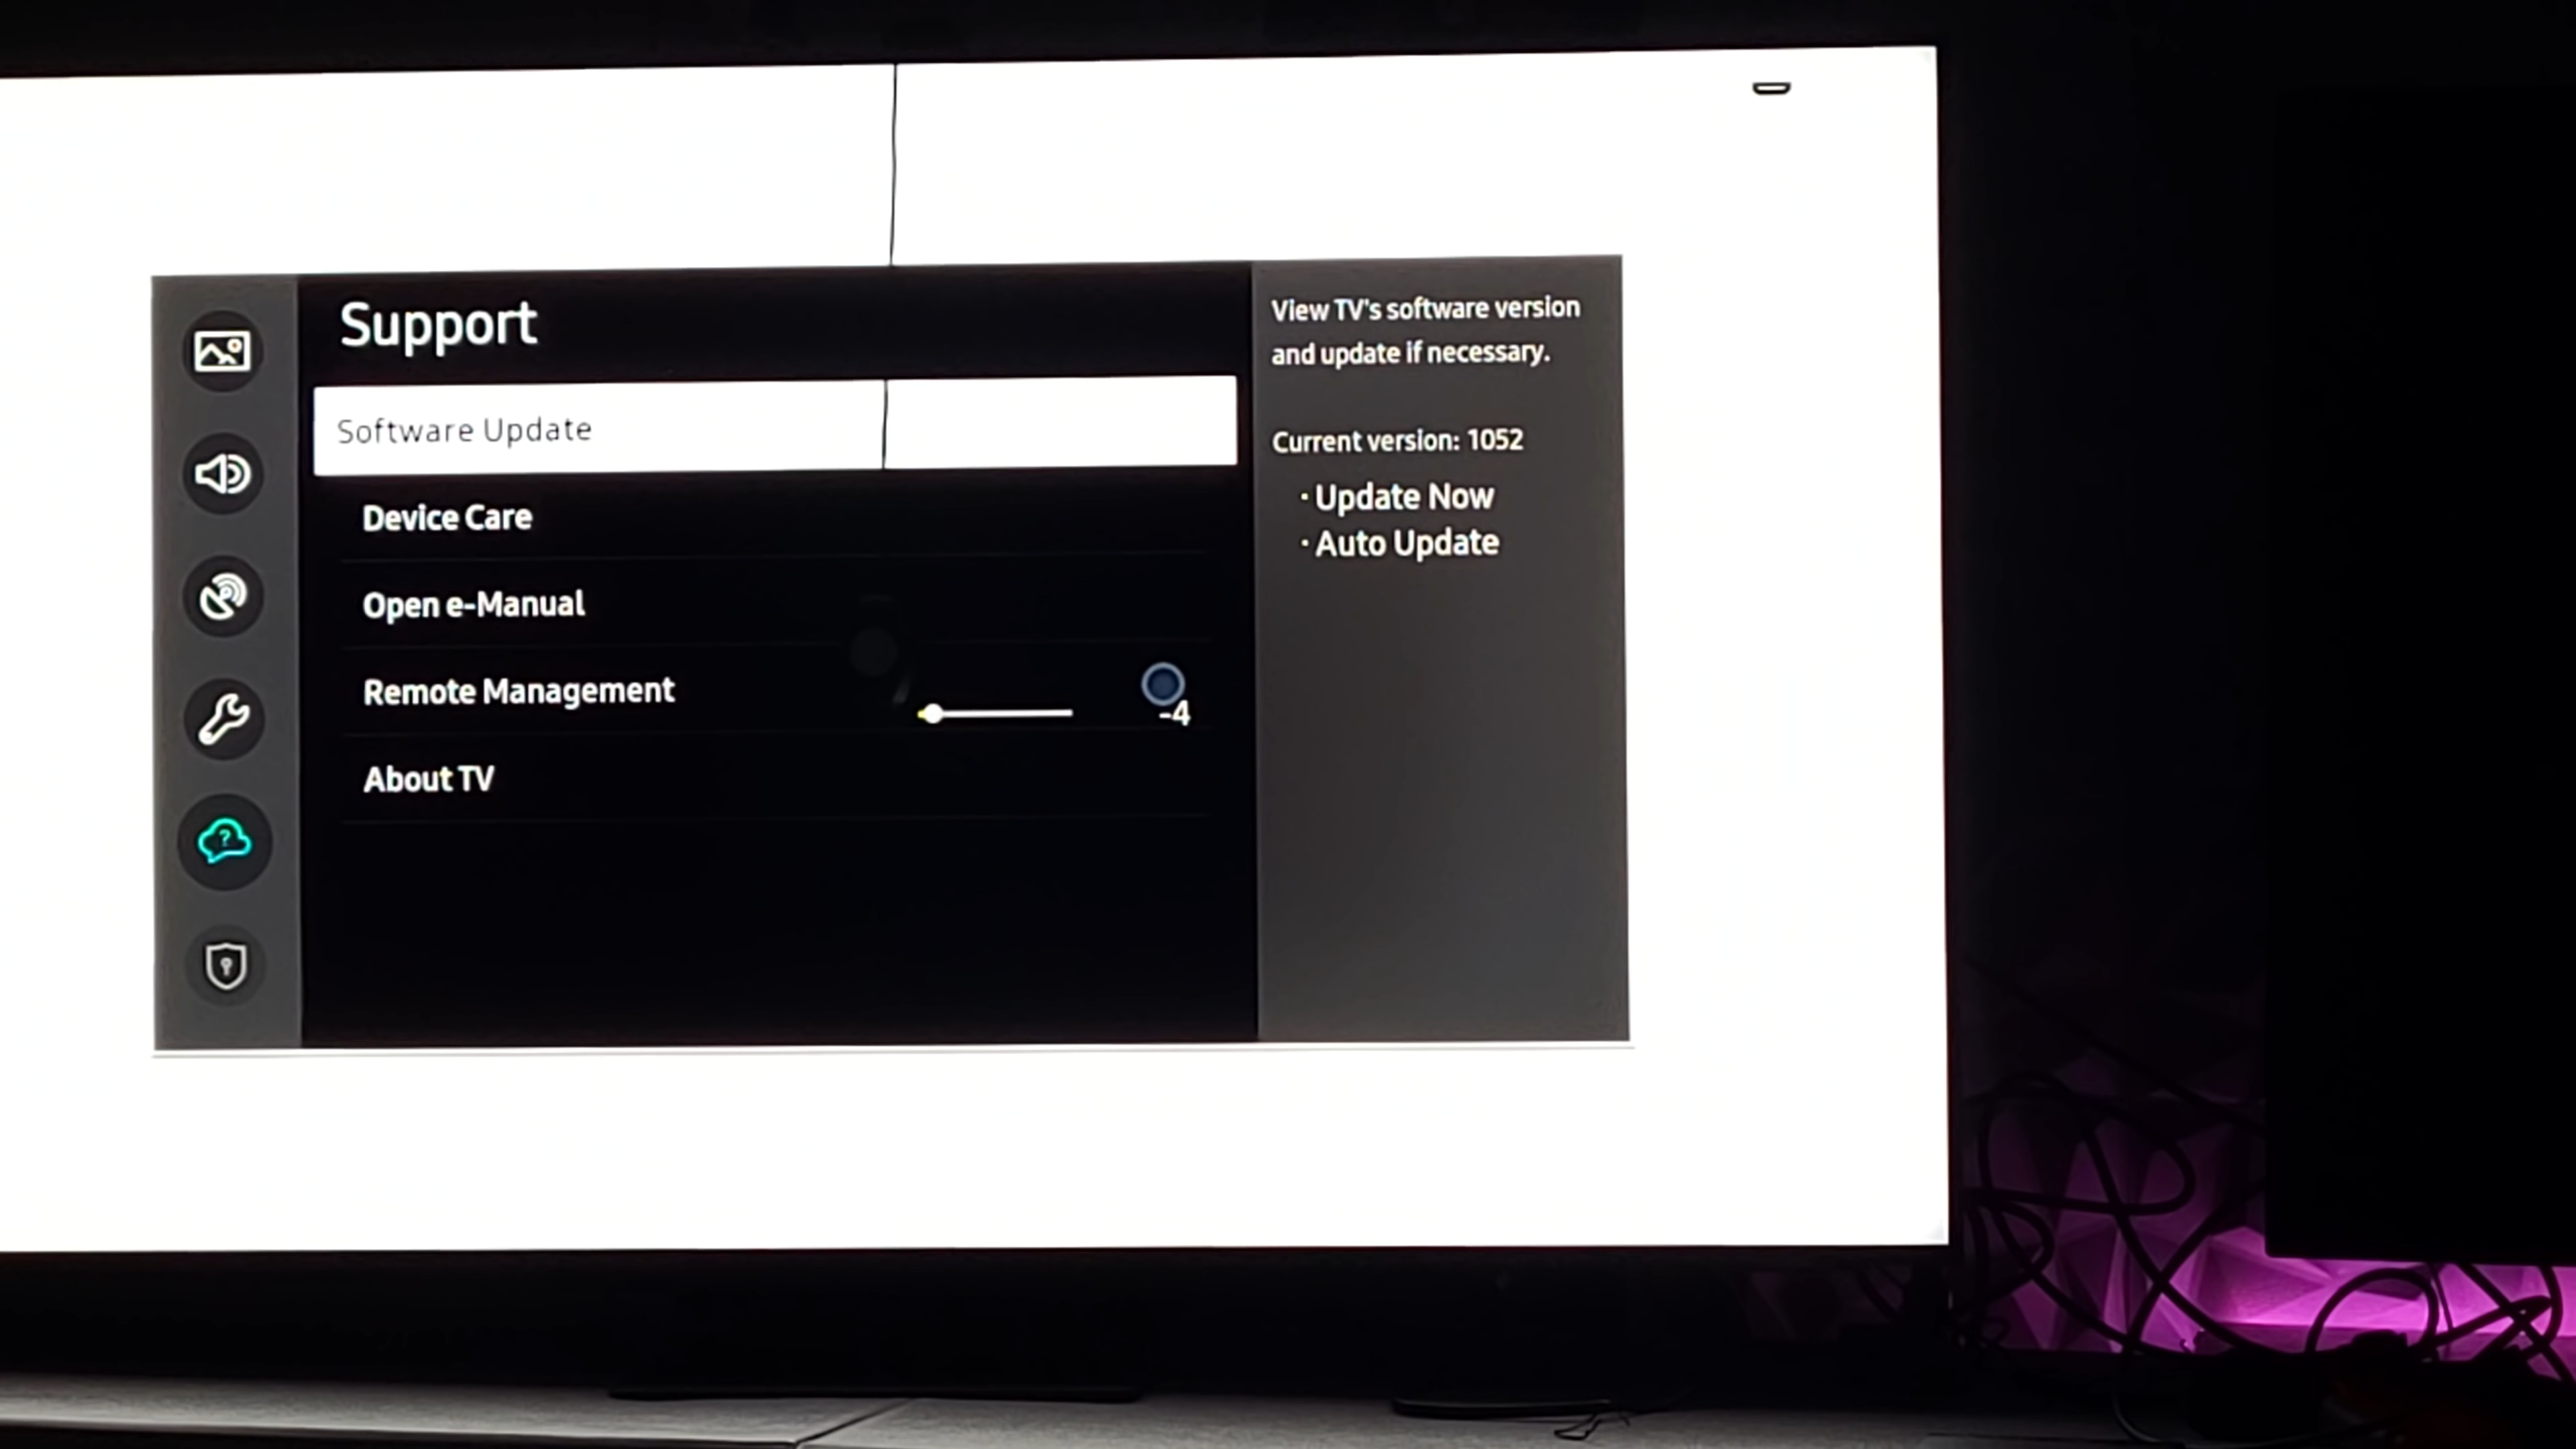 Support
Software Update
Device Care
Open e-Manual
Remote Management
-4
About TV
View TV's software version
and update if necessary.
Current version: 1052
· Update Now
· Auto Update